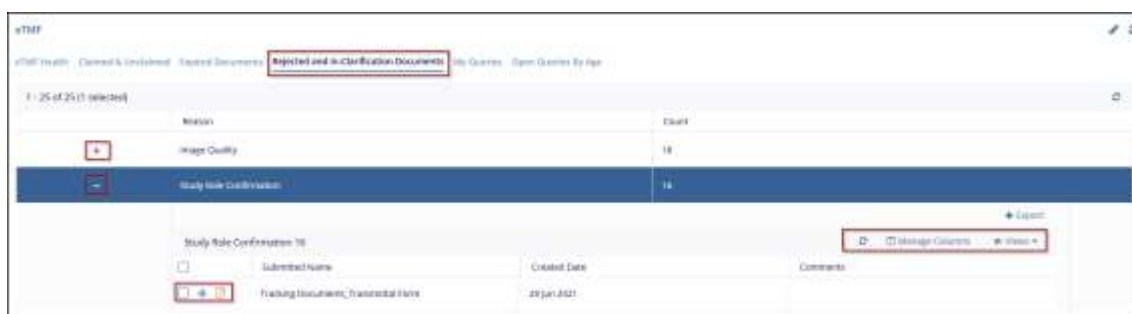 eTMF
eTMF Health Claimed & Unclaimed Expired Documents Rejected and In-Clarification Documents My Queries Open Queries By Age
1 - 25 of 25 (1 selected)
Reason Count
+ Image Quality 18
− Study Role Confirmation 16
Export
Study Role Confirmation 16 Manage Columns Views
Submitted Name Created Date Comments
Tracking Documents_Transmittal Form 29 Jun 2021